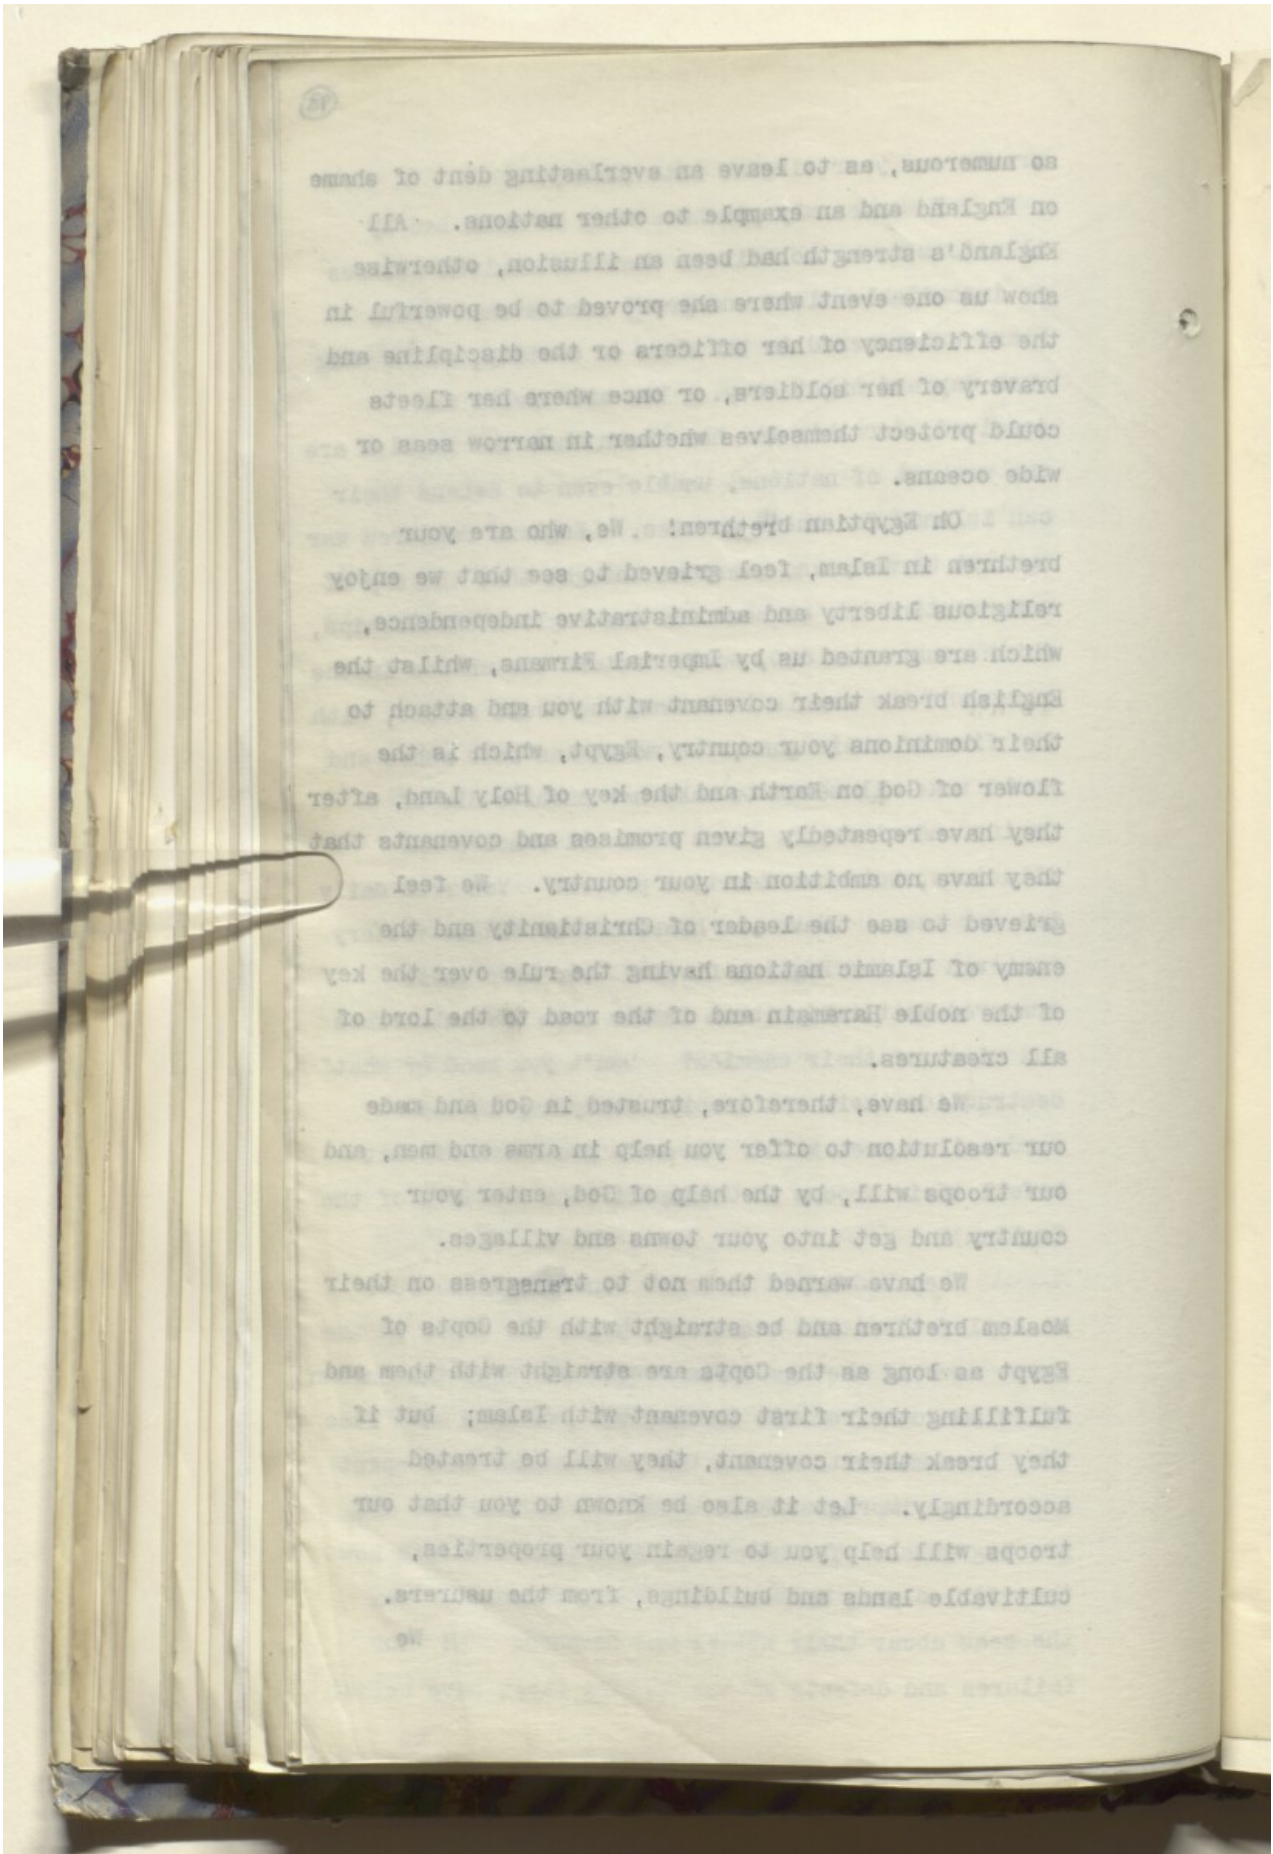 so numerous, as to leave an everlasting dent of shame
on England and an example to other nations. All
England's strength had been an illusion, otherwise
show us one event where she proved to be powerful in
the efficiency of her officers or the discipline and
bravery of her soldiers, or once where her fleets
could protect themselves whether in narrow seas or
wide oceans.
Oh Egyptian brethren! We, who are your
brethren in Islam, feel grieved to see that we enjoy
religious liberty and administrative independence,
which are granted us by Imperial Firmans, whilst the
English break their covenant with you and attach to
their dominions your country, Egypt, which is the
flower of God on Earth and the key of Holy Land, after
they have repeatedly given promises and covenants that
they have no ambition in your country. We feel
grieved to see the leader of Christianity and the
enemy of Islamic nations having the rule over the key
of the noble Haramain and of the road to the lord of
all creatures.
We have, therefore, trusted in God and made
our resolution to offer you help in arms and men, and
our troops will, by the help of God, enter your
country and get into your towns and villages.
We have warned them not to transgress on their
Moslem brethren and be straight with the Copts of
Egypt as long as the Copts are straight with them and
fulfilling their first covenant with Islam; but if
they break their covenant, they will be treated
accordingly. Let it also be known to you that our
troops will help you to regain your properties,
cultivable lands and buildings, from the usurers.
We